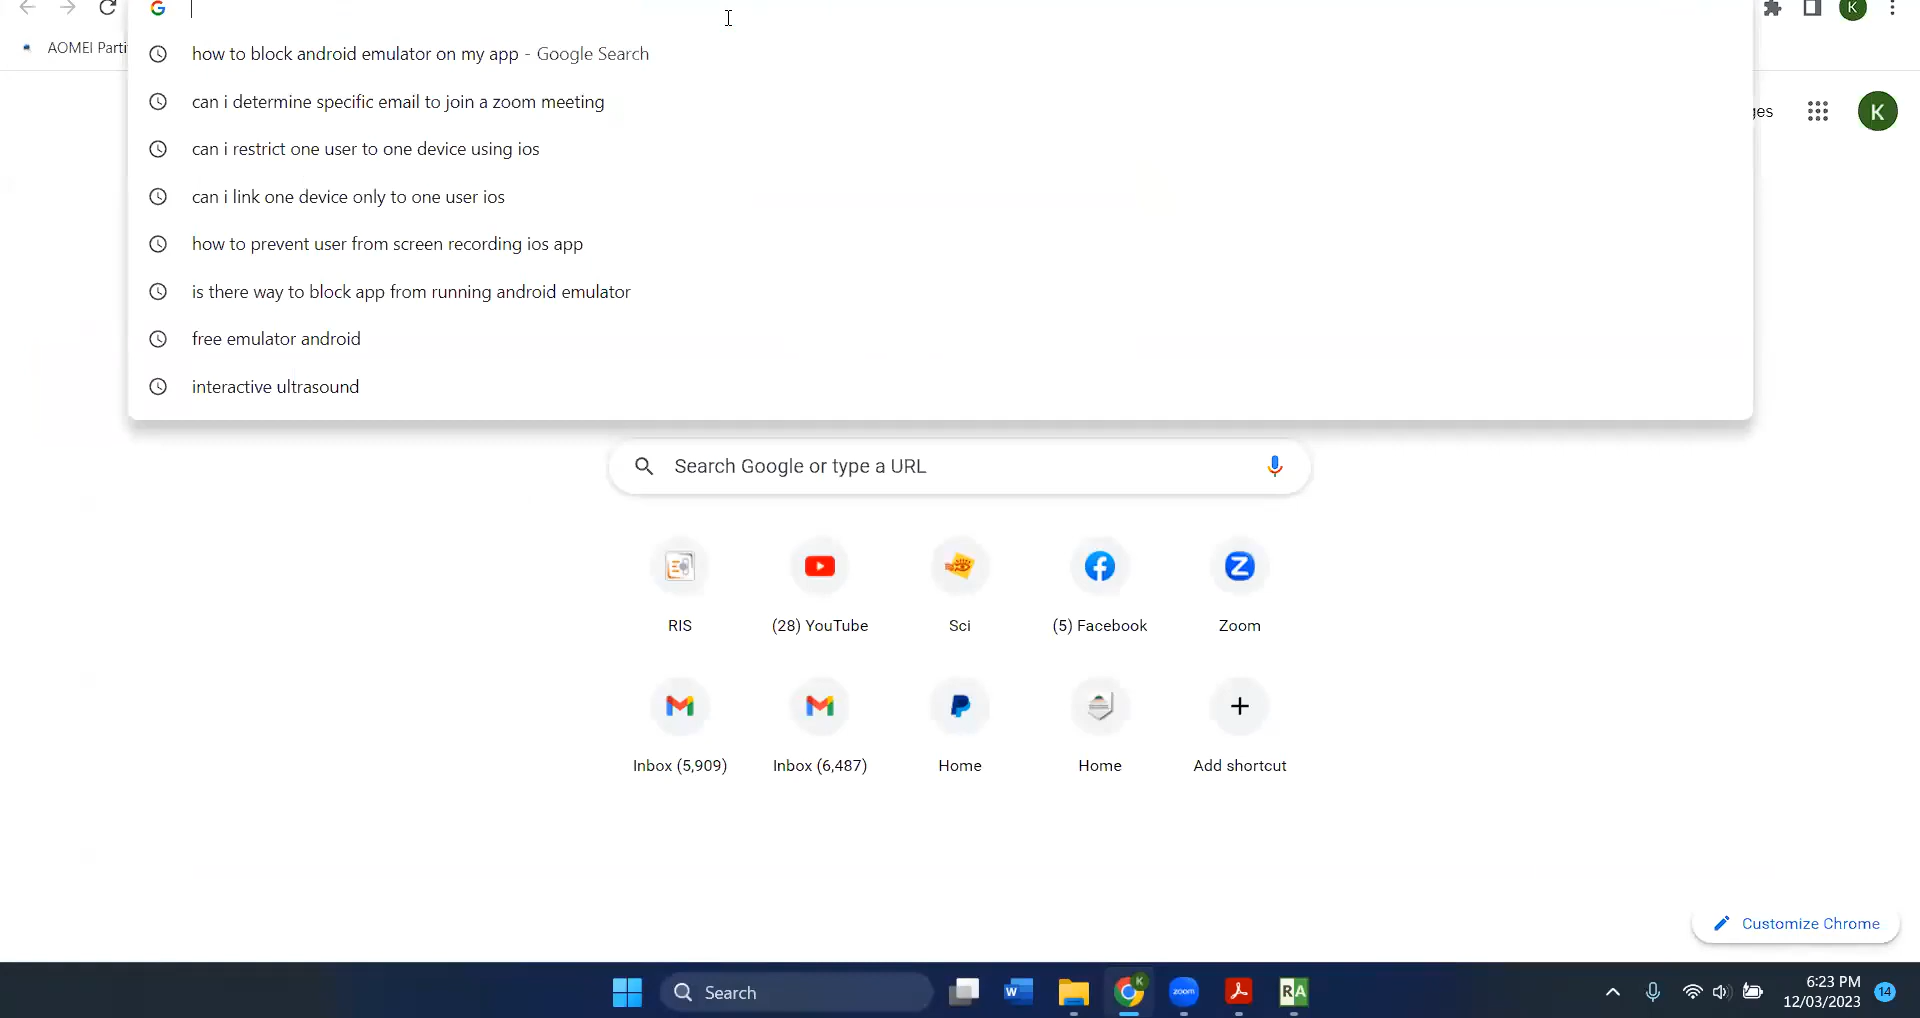 K
AOMEI Parti
how to block android emulator on my app - Google Search
can i determine specific email to join a zoom meeting
can i restrict one user to one device using ios
can i link one device only to one user ios
how to prevent user from screen recording ios app
is there way to block app from running android emulator
free emulator android
interactive ultrasound
ges
K
Search Google or type a URL
RIS
(28) YouTube
Sci
(5) Facebook
Zoom
Inbox (5,909)
Inbox (6,487)
Home
Home
Add shortcut
Customize Chrome
Search
W
K
zoom
RA
6:23 PM
12/03/2023
14